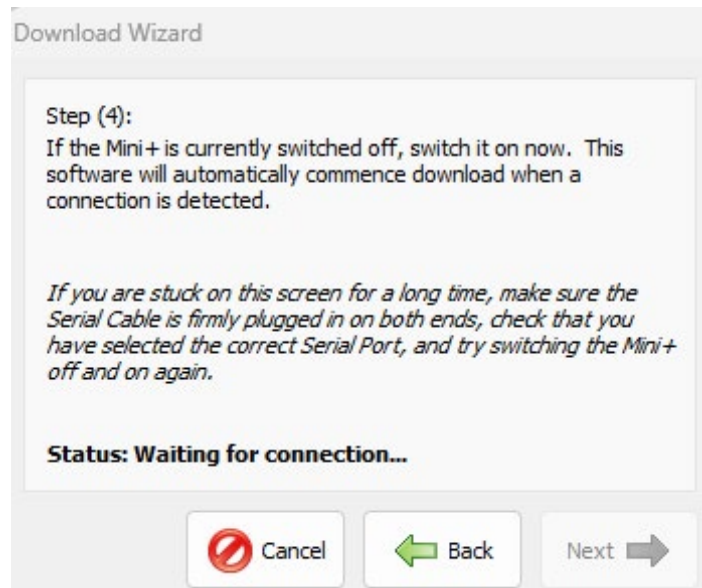 Download Wizard
Step (4):
If the Mini+ is currently switched off, switch it on now.  This
software will automatically commence download when a
connection is detected.
If you are stuck on this screen for a long time, make sure the
Serial Cable is firmly plugged in on both ends, check that you
have selected the correct Serial Port, and try switching the Mini+
off and on again.
Status: Waiting for connection...
Cancel
Back
Next